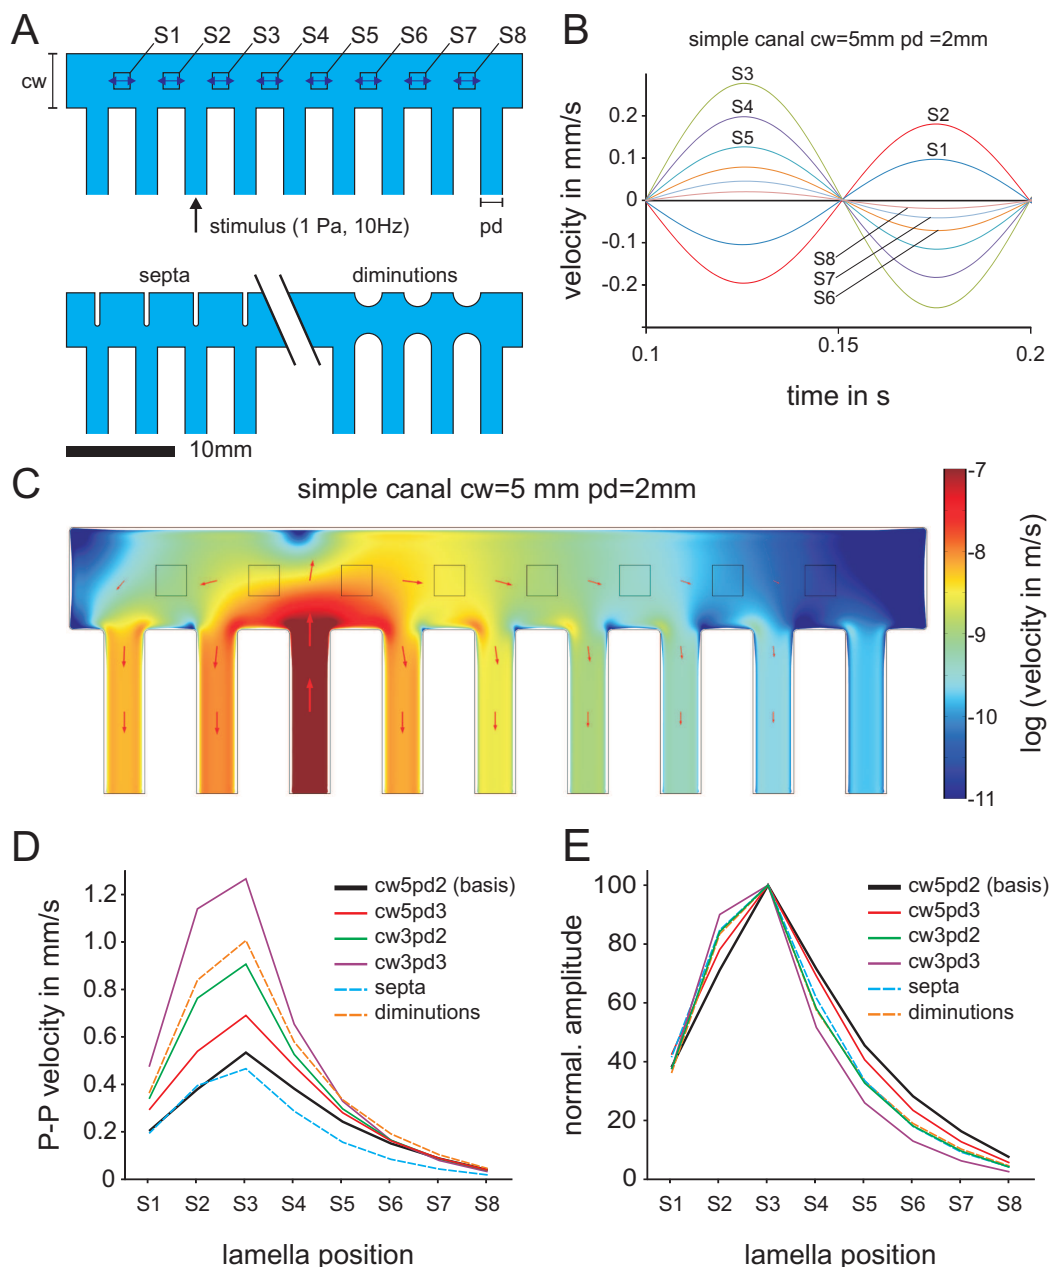 A
S1 S2 S3 S4 S5 S6 S7 S8
cw
stimulus (1 Pa, 10Hz)
pd
septa
diminutions
10mm
B
simple canal cw=5mm pd =2mm
velocity in mm/s
0.2
0.1
0
-0.1
-0.2
S3
S4
S5
S2
S1
S8
S7
S6
0.1 0.15 0.2
time in s
C
simple canal cw=5 mm pd=2mm
-7
-8
-9
-10
-11
log (velocity in m/s)
D
P-P velocity in mm/s
1.2
1.0
0.8
0.6
0.4
0.2
0
cw5pd2 (basis)
cw5pd3
cw3pd2
cw3pd3
septa
diminutions
S1 S2 S3 S4 S5 S6 S7 S8
lamella position
E
normal. amplitude
100
80
60
40
20
0
cw5pd2 (basis)
cw5pd3
cw3pd2
cw3pd3
septa
diminutions
S1 S2 S3 S4 S5 S6 S7 S8
lamella position